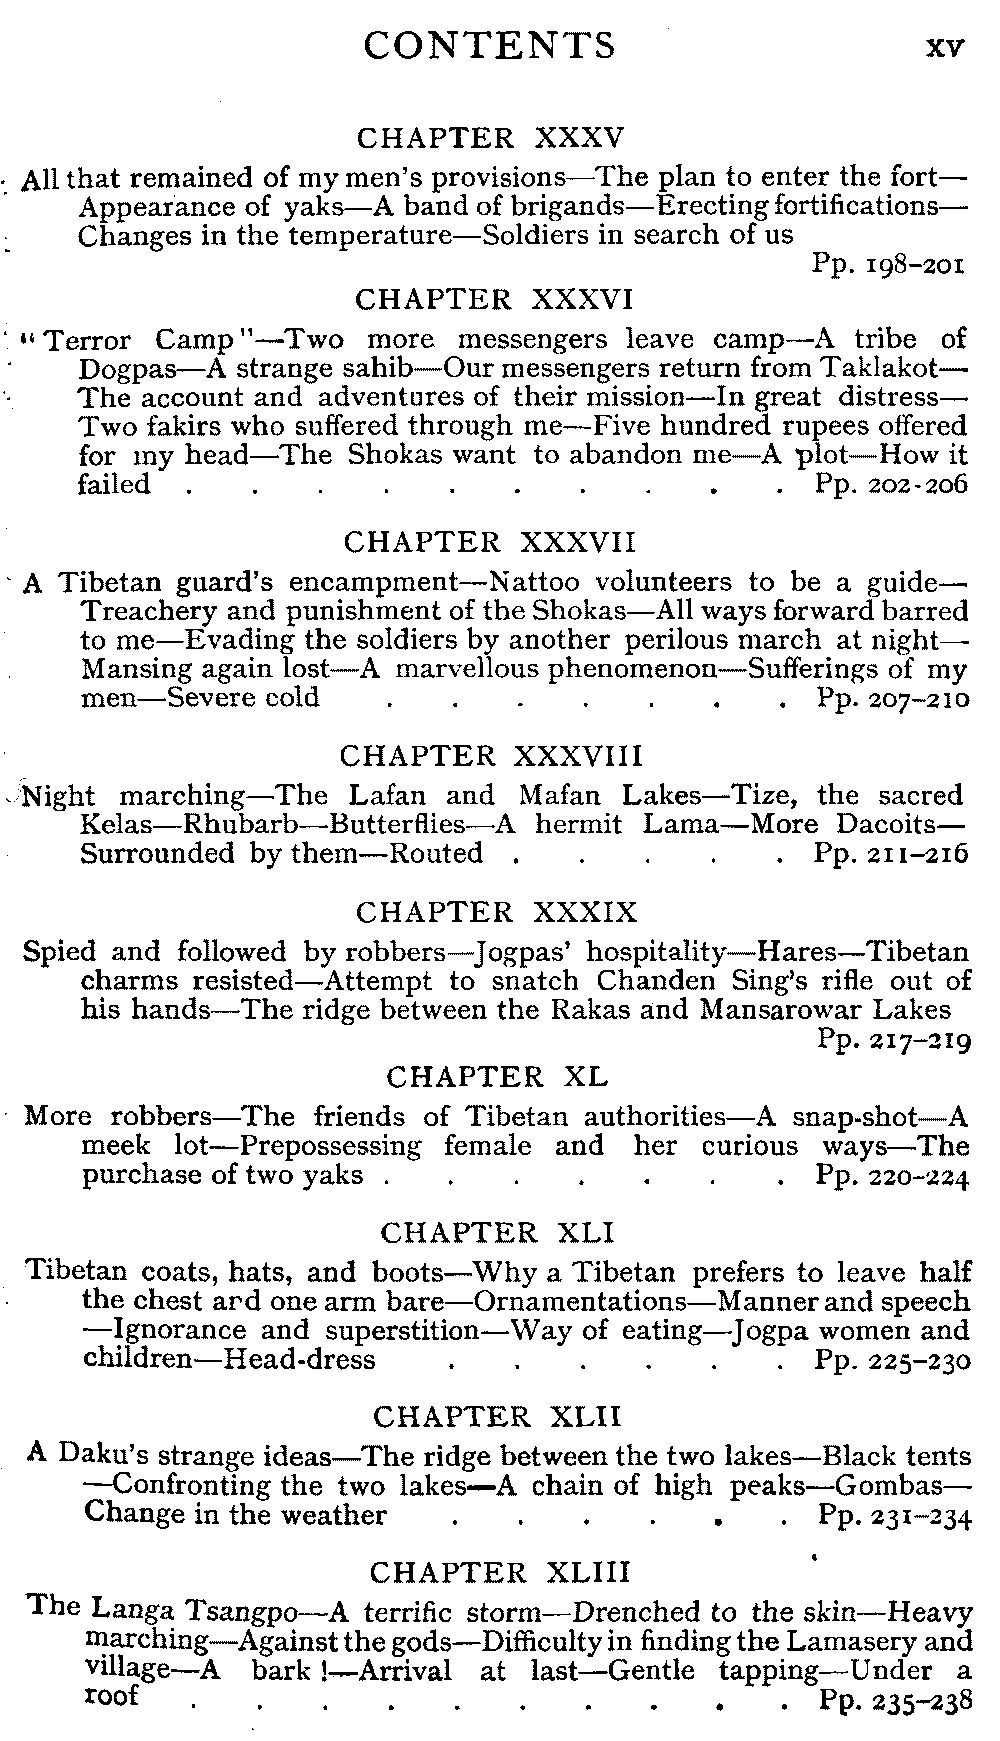 CONTENTS xv
CHAPTER XXXV
All that remained of my men's provisions—The plan to enter the fort—
Appearance of yaks—A band of brigands—Erecting fortifications—
Changes in the temperature—Soldiers in search of us
Pp. 198–201
CHAPTER XXXVI
"Terror Camp"—Two more messengers leave camp—A tribe of
Dogpas—A strange sahib—Our messengers return from Taklakot—
The account and adventures of their mission—In great distress—
Two fakirs who suffered through me—Five hundred rupees offered
for my head—The Shokas want to abandon me—A plot—How it
failed . . . . . . . . . . Pp. 202-206
CHAPTER XXXVII
A Tibetan guard's encampment—Nattoo volunteers to be a guide—
Treachery and punishment of the Shokas—All ways forward barred
to me—Evading the soldiers by another perilous march at night—
Mansing again lost—A marvellous phenomenon—Sufferings of my
men—Severe cold . . . . . . . Pp. 207–210
CHAPTER XXXVIII
Night marching—The Lafan and Mafan Lakes—Tize, the sacred
Kelas—Rhubarb—Butterflies—A hermit Lama—More Dacoits—
Surrounded by them—Routed . . . . . Pp. 211–216
CHAPTER XXXIX
Spied and followed by robbers—Jogpas' hospitality—Hares—Tibetan
charms resisted—Attempt to snatch Chanden Sing's rifle out of
his hands—The ridge between the Rakas and Mansarowar Lakes
Pp. 217–219
CHAPTER XL
More robbers—The friends of Tibetan authorities—A snap-shot—A
meek lot—Prepossessing female and her curious ways—The
purchase of two yaks . . . . . . . Pp. 220–224
CHAPTER XLI
Tibetan coats, hats, and boots—Why a Tibetan prefers to leave half
the chest and one arm bare—Ornamentations—Manner and speech
—Ignorance and superstition—Way of eating—Jogpa women and
children—Head-dress . . . . . . Pp. 225–230
CHAPTER XLII
A Daku's strange ideas—The ridge between the two lakes—Black tents
—Confronting the two lakes—A chain of high peaks—Gombas—
Change in the weather . . . . . . Pp. 231–234
CHAPTER XLIII
The Langa Tsangpo—A terrific storm—Drenched to the skin—Heavy
marching—Against the gods—Difficulty in finding the Lamasery and
village—A bark !—Arrival at last—Gentle tapping—Under a
roof . . . . . . . . . . Pp. 235–238